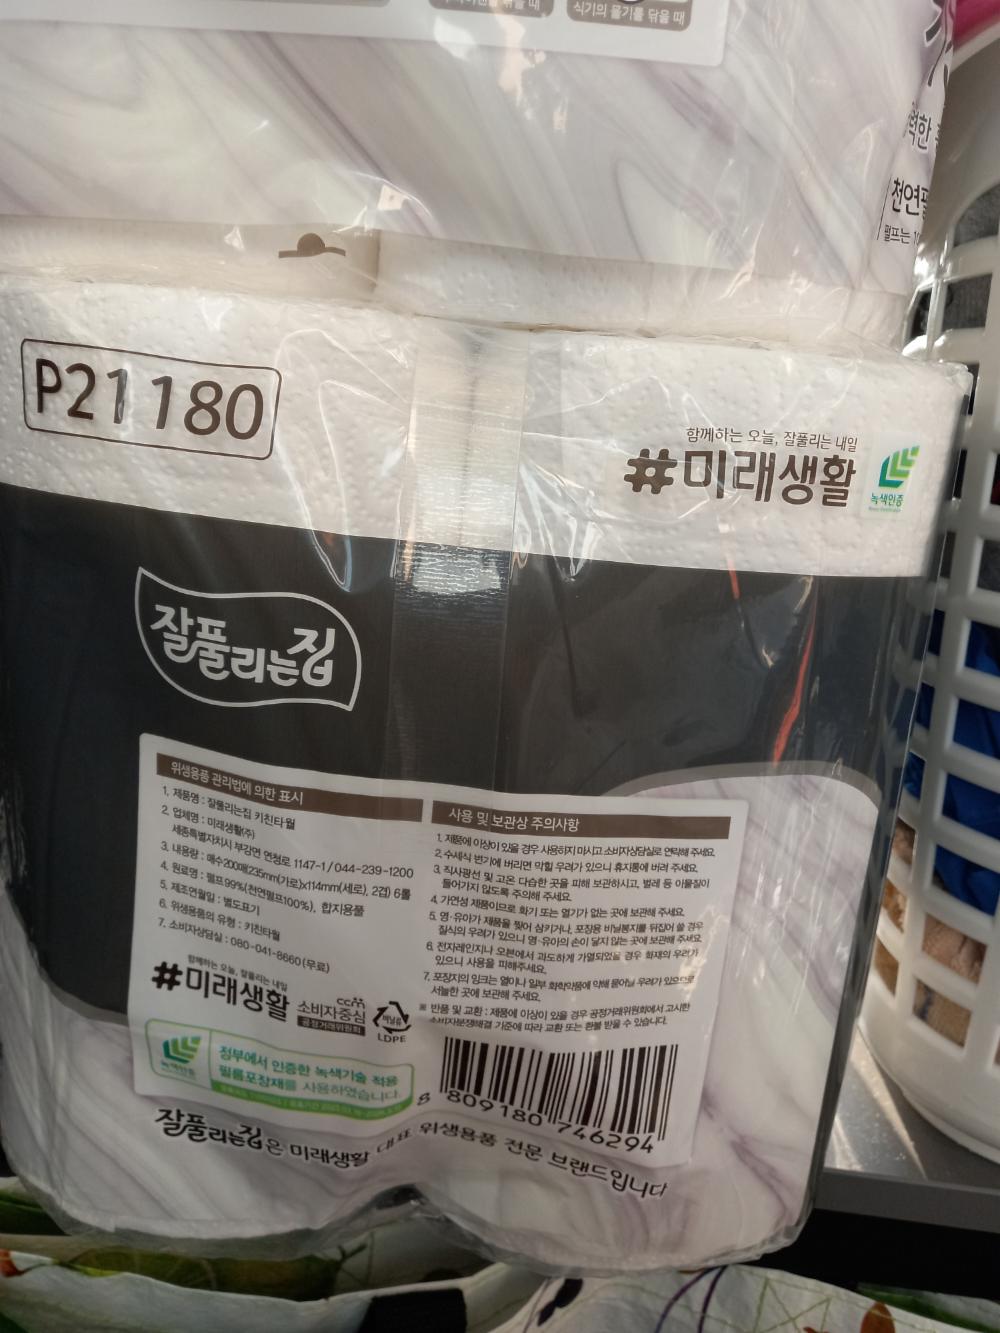 식기의 물기를 닦을 때
천연펄
펄프는
P21180
함께하는 오늘, 잘풀리는 내일
#미래생활
녹색인증
잘풀리는집
위생용품 관리법에 의한 표시
1. 제품명 : 잘풀리는집 키친타월
2. 업체명 : 미래생활(주)
세종특별자치시 부강면 연청로 1147-1 / 044-239-1200
3. 내용량 : 매수200매(235mm(가로)x114mm(세로), 2겹) 6롤
4. 원료명 : 펄프99%(천연펄프100%), 합지용풀
5. 제조연월일 : 별도표기
6. 위생용품의 유형 : 키친타월
7. 소비자상담실 : 080-041-8660 (무료)
함께하는 오늘, 잘풀리는 내일
#미래생활
ccm
소비자중심
공정거래위원회
비닐류
LDPE
녹색인증
정부에서 인증한 녹색기술 적용
필름포장재를 사용하였습니다.
사용 및 보관상 주의사항
1. 제품에 이상이 있을 경우 사용하지 마시고 소비자상담실로 연락해 주세요.
2. 수세식 변기에 버리면 막힐 우려가 있으니 휴지통에 버려 주세요.
3. 직사광선 및 고온 다습한 곳을 피해 보관하시고, 벌레 등 이물질이
들어가지 않도록 주의해 주세요.
4. 가연성 제품이므로 화기 또는 열기가 없는 곳에 보관해 주세요.
5. 영·유아가 제품을 찢어 삼키거나, 포장용 비닐봉지를 뒤집어 쓸 경우
질식의 우려가 있으니 영·유아의 손이 닿지 않는 곳에 보관해 주세요.
6. 전자레인지나 오븐에서 과도하게 가열되었을 경우 화재의 우려가
있으니 사용을 피해주세요.
7. 포장지의 잉크는 열이나 일부 화학약품에 약해 묻어날 우려가 있으므로
서늘한 곳에 보관해 주세요.
※ 반품 및 교환 : 제품에 이상이 있을 경우 공정거래위원회에서 고시한
소비자분쟁해결 기준에 따라 교환 또는 환불 받을 수 있습니다.
8 809180 746294
잘풀리는집은 미래생활 대표 위생용품 전문 브랜드입니다